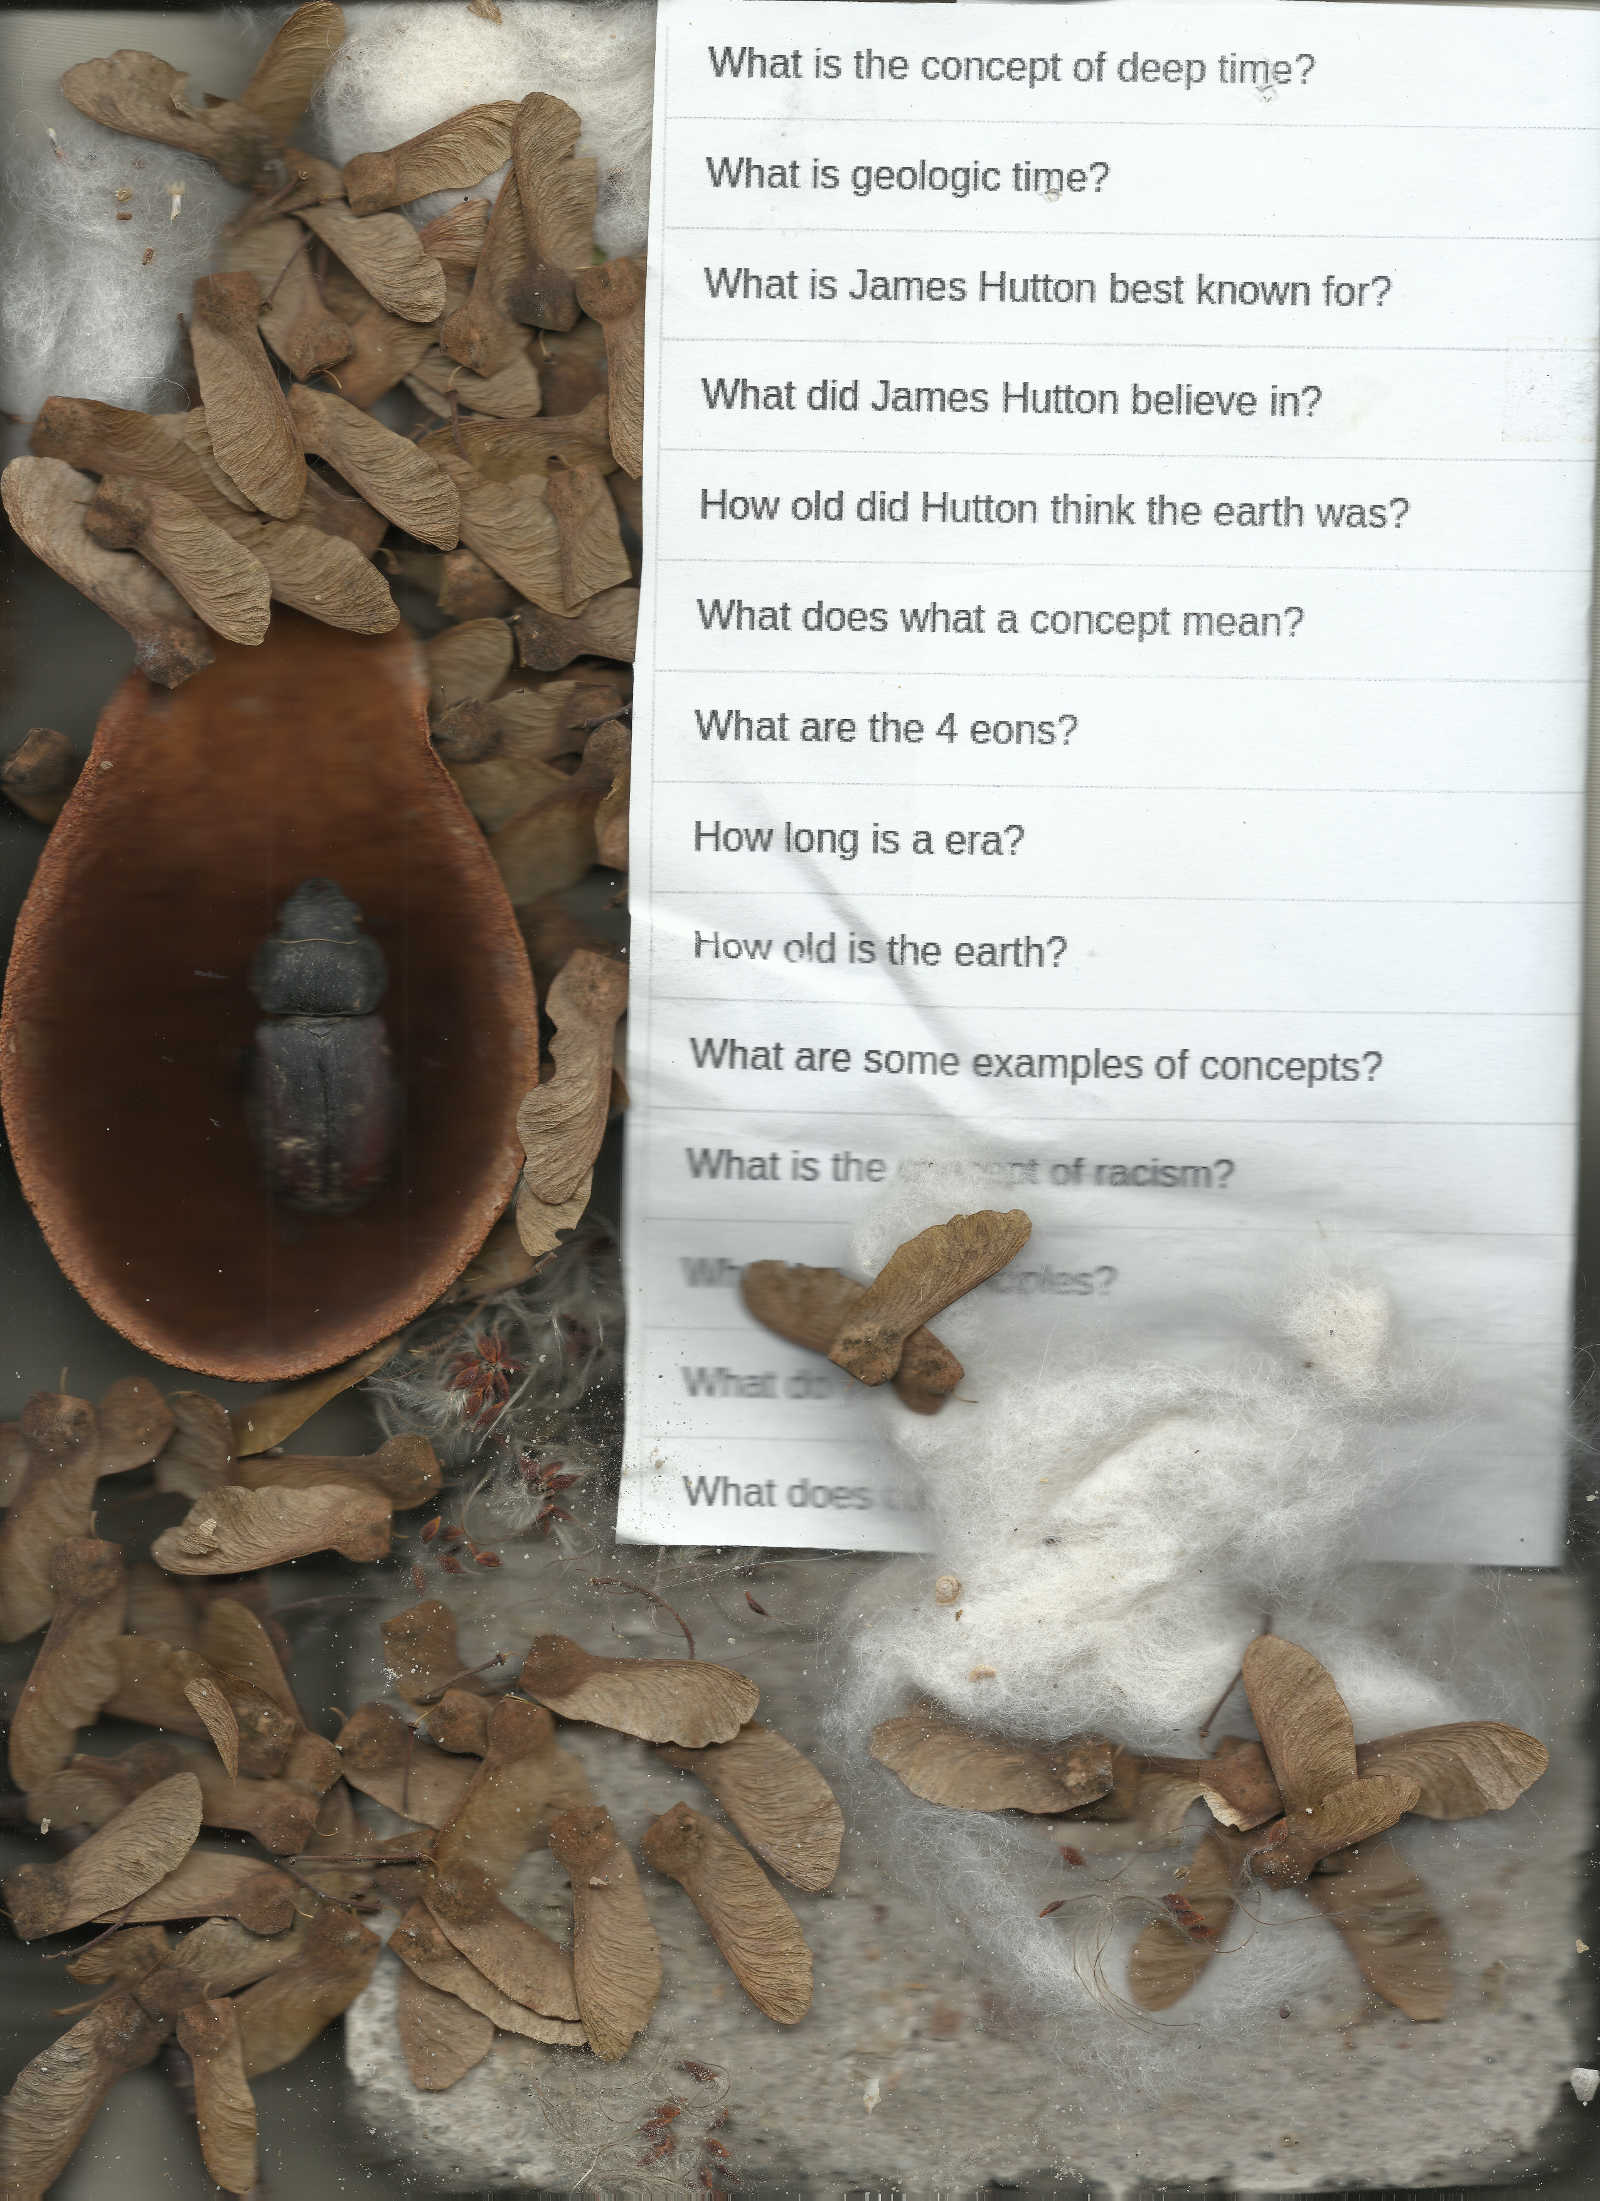 What is the concept of deep time?
What is geologic time?
What is James Hutton best known for?
What did James Hutton believe in?
How old did Hutton think the earth was?
What does what a concept mean?
What are the 4 eons?
How long is a era?
How old is the earth?
What are some examples of concepts?
What is the of racism?
What
What does